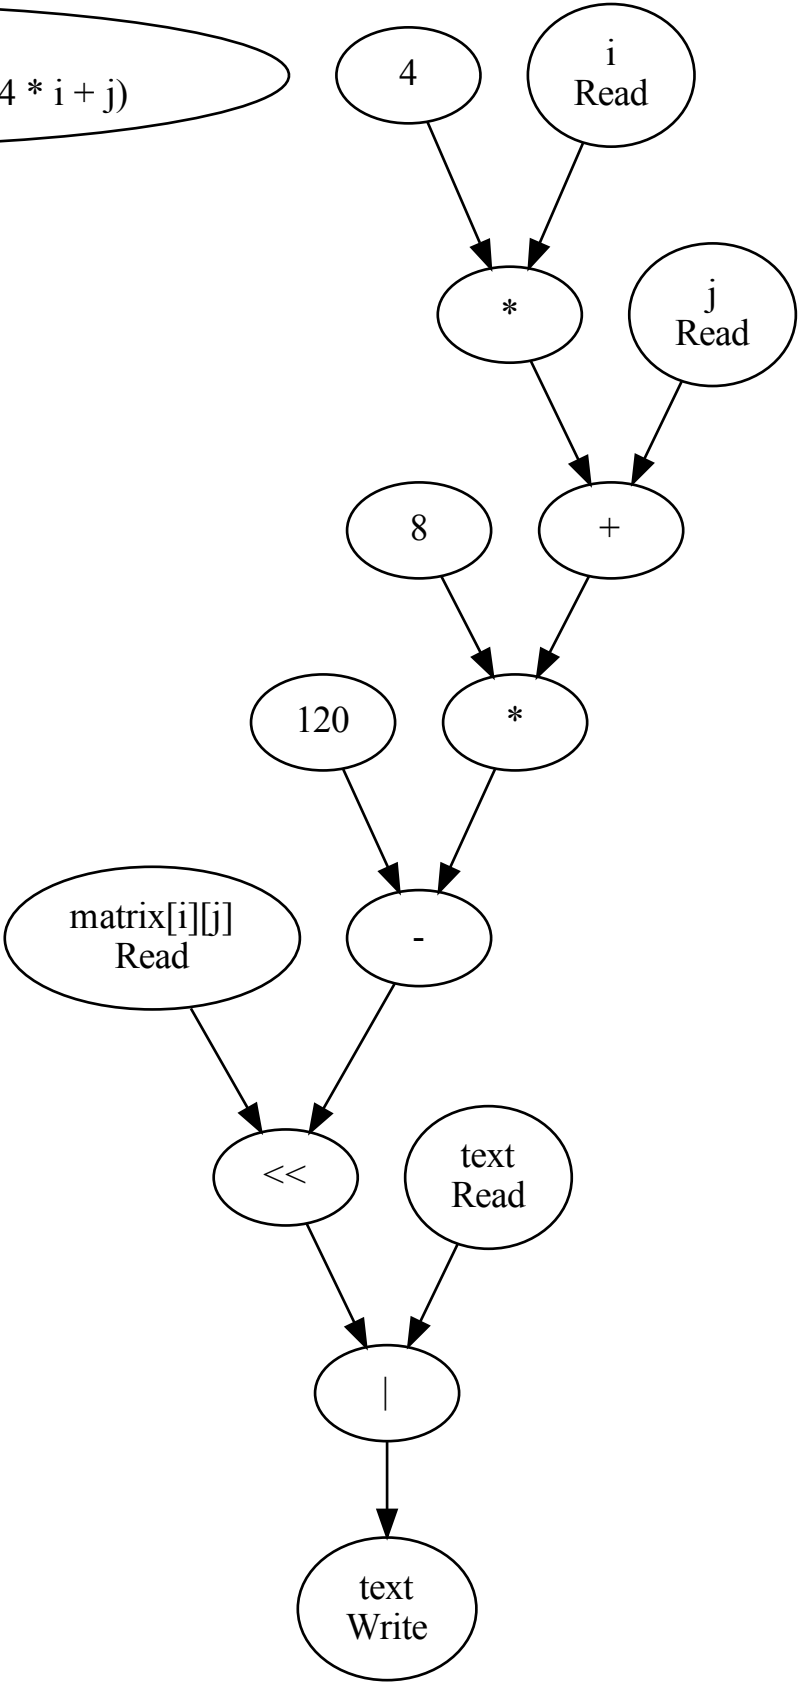 4 * i + j)
4
i
Read
*
j
Read
8
+
120
*
matrix[i][j]
Read
-
<<
text
Read
|
text
Write